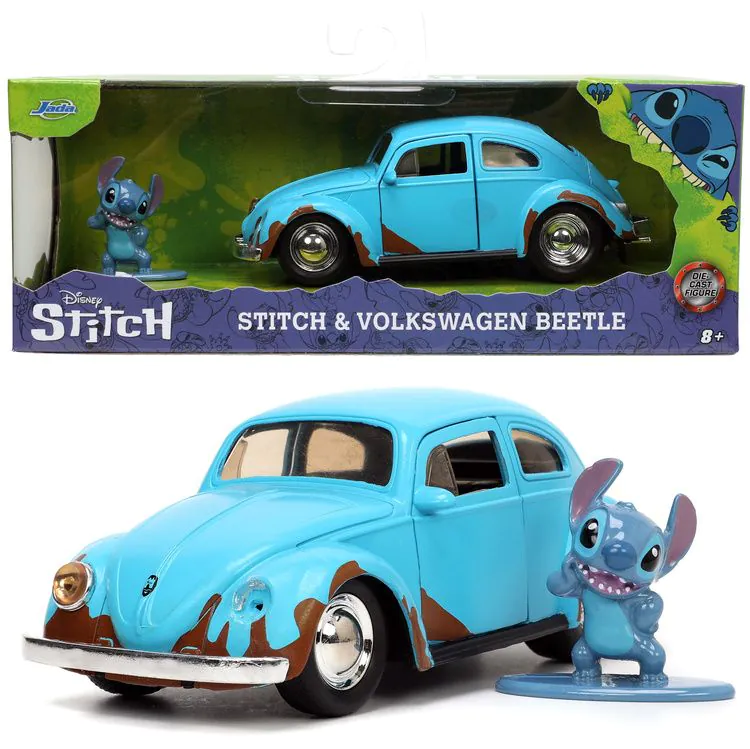 Jada
Disney
Stitch
STITCH & VOLKSWAGEN BEETLE
DIE-
CAST
FIGURE
8+